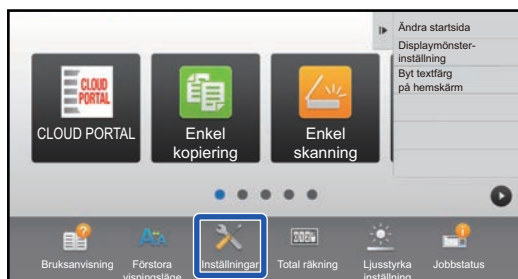 Ändra startsida
Displaymönster-
inställning
Byt textfärg
på hemskärm
CLOUD
PORTAL
CLOUD PORTAL
Enkel
kopiering
Enkel
skanning
Bruksanvisning
Förstora
visningsläge
Inställningar
Total räkning
Ljusstyrka
inställning
Jobbstatus